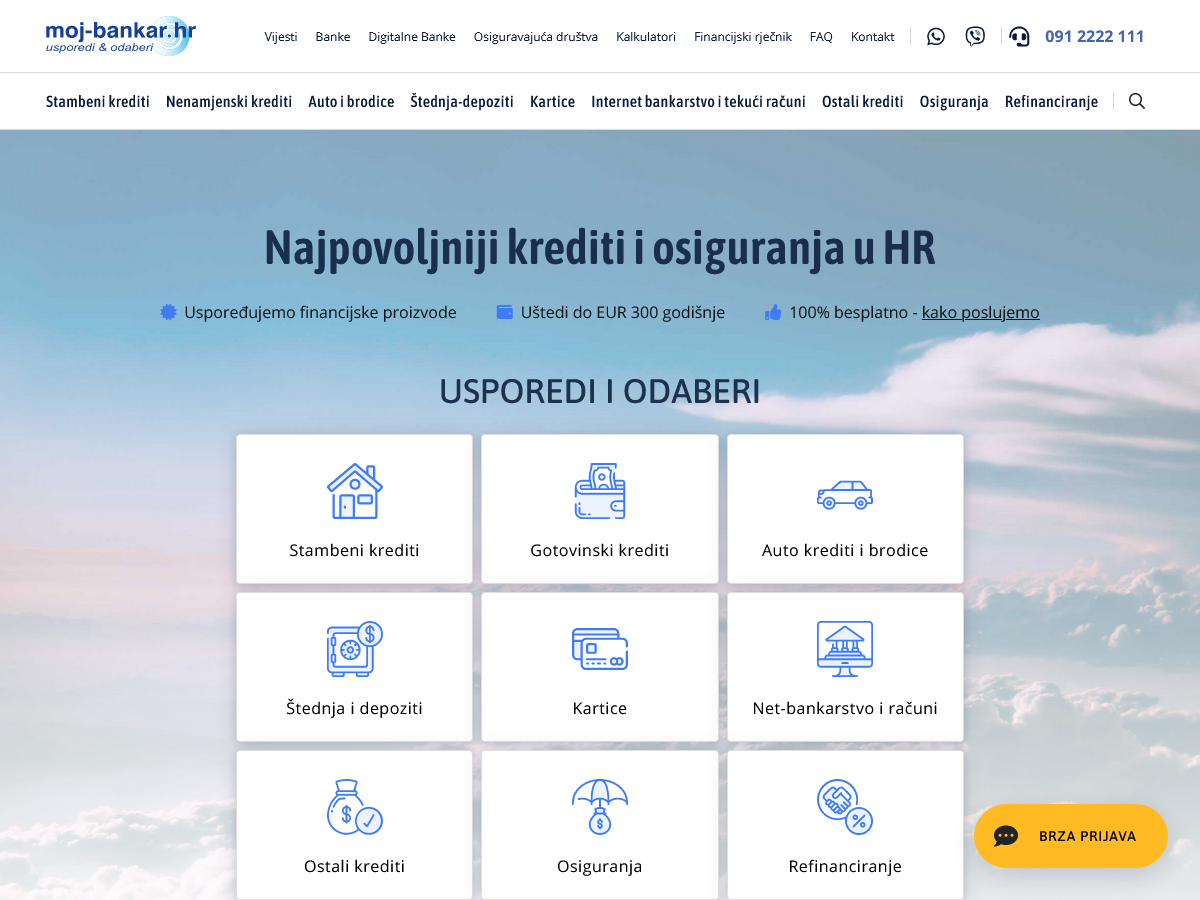 moj-bankar.hr
usporedi & odaberi
Vijesti Banke Digitalne Banke Osiguravajuća društva Kalkulatori Financijski rječnik FAQ Kontakt 091 2222 111
Stambeni krediti Nenamjenski krediti Auto i brodice Štednja-depoziti Kartice Internet bankarstvo i tekući računi Ostali krediti Osiguranja Refinanciranje
Najpovoljniji krediti i osiguranja u HR
Uspoređujemo financijske proizvode Uštedi do EUR 300 godišnje 100% besplatno - kako poslujemo
USPOREDI I ODABERI
Stambeni krediti Gotovinski krediti Auto krediti i brodice
Štednja i depoziti Kartice Net-bankarstvo i računi
Ostali krediti Osiguranja Refinanciranje
BRZA PRIJAVA